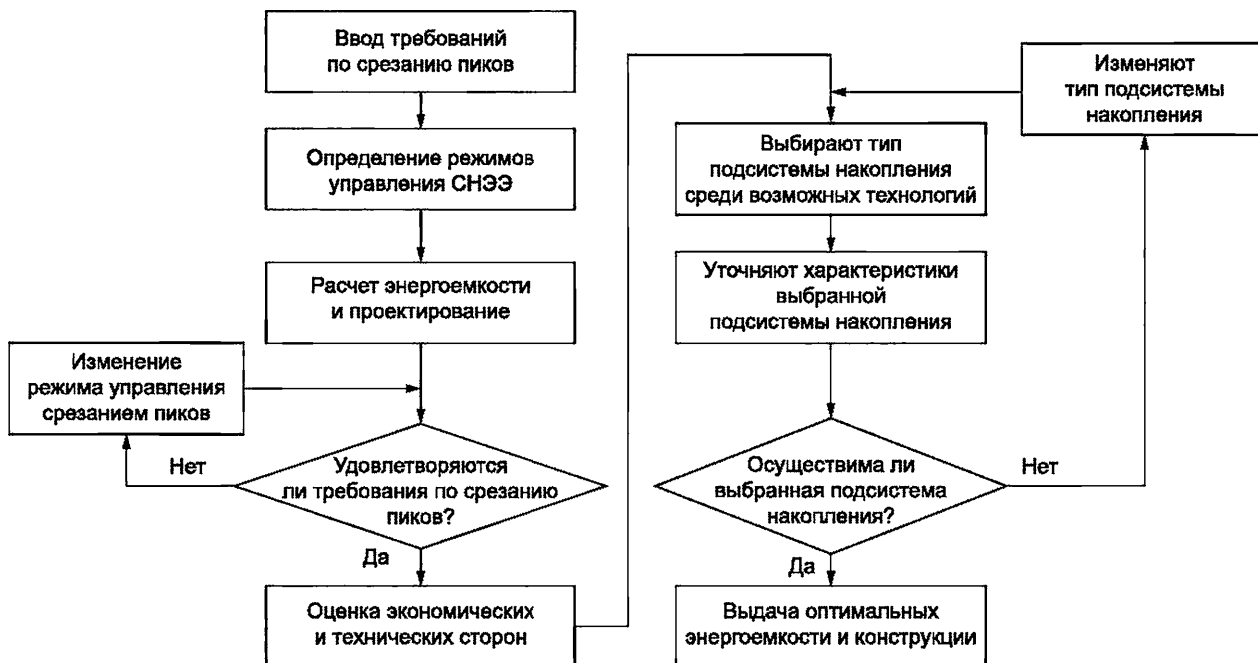 Ввод требований
по срезанию пиков
Определение режимов
управления СНЭЭ
Расчет энергоемкости
и проектирование
Изменение
режима управления
срезанием пиков
Нет
Удовлетворяются
ли требования по срезанию
пиков?
Да
Оценка экономических
и технических сторон
Изменяют
тип подсистемы
накопления
Выбирают тип
подсистемы накопления
среди возможных технологий
Уточняют характеристики
выбранной
подсистемы накопления
Осуществима ли
выбранная подсистема
накопления?
Нет
Да
Выдача оптимальных
энергоемкости и конструкции